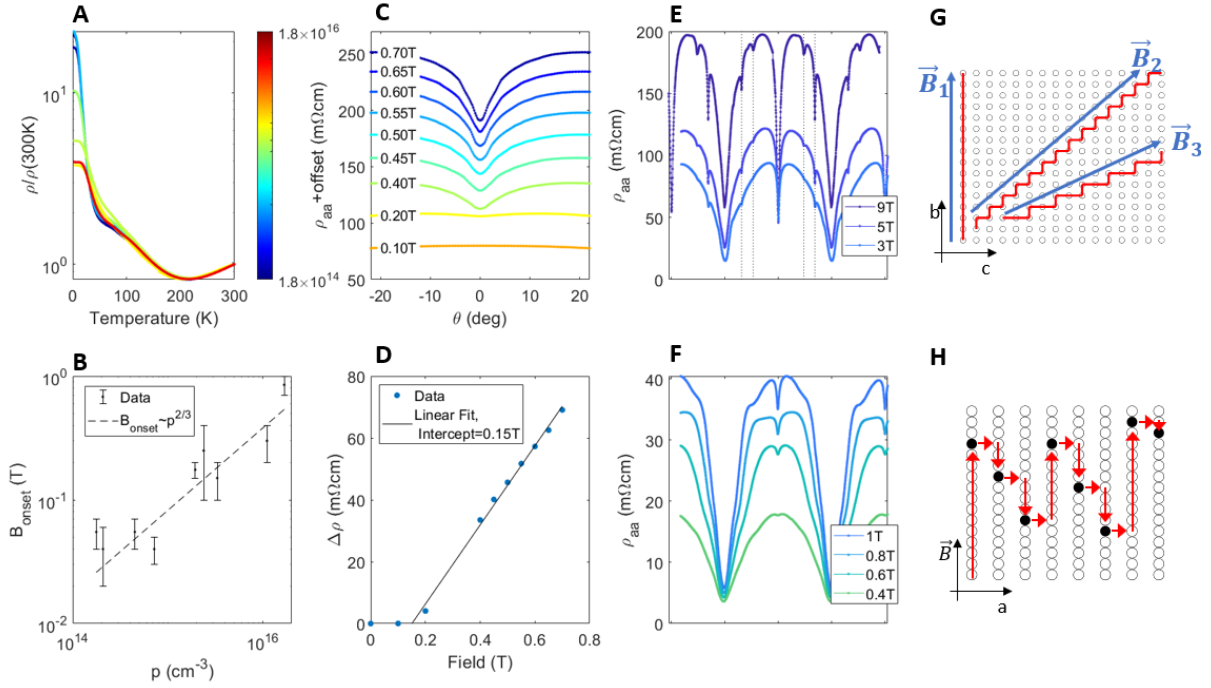 A
ρ/ρ(300K)
10¹
10⁰
0
100
200
300
Temperature (K)
1.8×10¹⁶
1.8×10¹⁴
B
B_onset (T)
10⁰
10⁻¹
10⁻²
Data
B_onset~p^2/3
10¹⁴
10¹⁶
p (cm⁻³)
C
ρ_aa+offset (mΩcm)
250
200
150
100
50
0.70T
0.65T
0.60T
0.55T
0.50T
0.45T
0.40T
0.20T
0.10T
-20
-10
0
10
20
θ (deg)
D
Δρ (mΩcm)
80
60
40
20
0
Data
Linear Fit,
Intercept=0.15T
0
0.2
0.4
0.6
0.8
Field (T)
E
ρ_aa (mΩcm)
200
150
100
50
0
9T
5T
3T
F
ρ_aa (mΩcm)
40
30
20
10
0
1T
0.8T
0.6T
0.4T
G
B₁
B₂
B₃
b
c
H
B
a